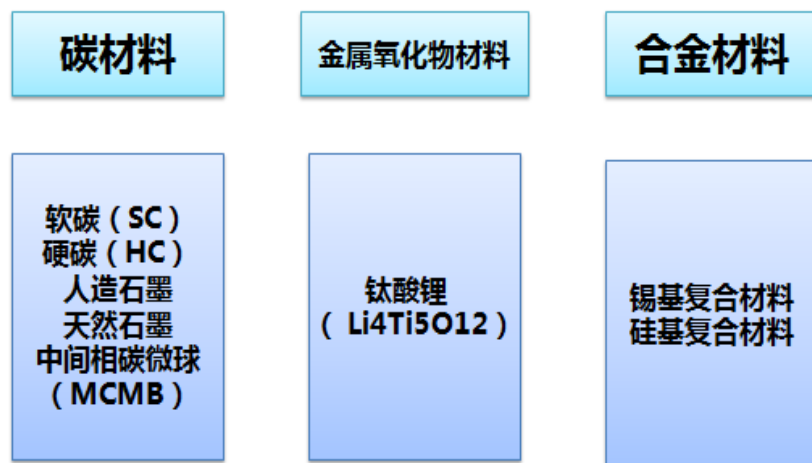 碳材料
金属氧化物材料
合金材料
软碳（SC）
硬碳（HC）
人造石墨
天然石墨
中间相碳微球
（MCMB）
钛酸锂
（ Li4Ti5O12）
锡基复合材料
硅基复合材料